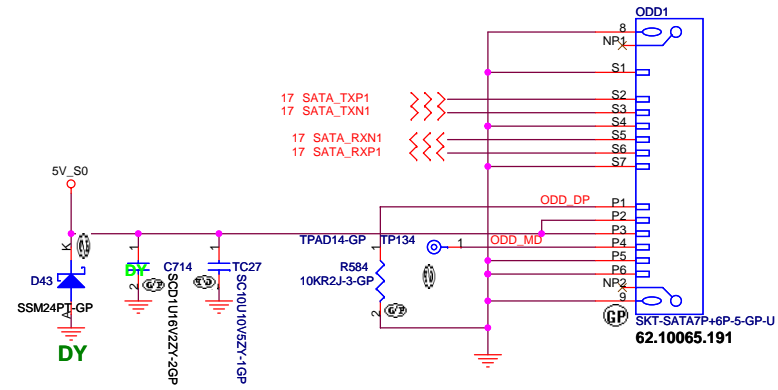 ODD1
8
NP1
S1
17 SATA_TXP1
S2
17 SATA_TXN1
S3
S4
17 SATA_RXN1
S5
17 SATA_RXP1
S6
S7
5V_S0
ODD_DP
P1
P2
P3
TPAD14-GP
TP134
1
ODD_MD
P4
P5
P6
NP2
9
K
D43
A
SSM24PT-GP
DY
1
DY
C714
2
SCD1U16V2ZY-2GP
1
TC27
2
SC10U10V5ZY-1GP
1
R584
10KR2J-3-GP
2
GP
GP
GP
SKT-SATA7P+6P-5-GP-U
62.10065.191